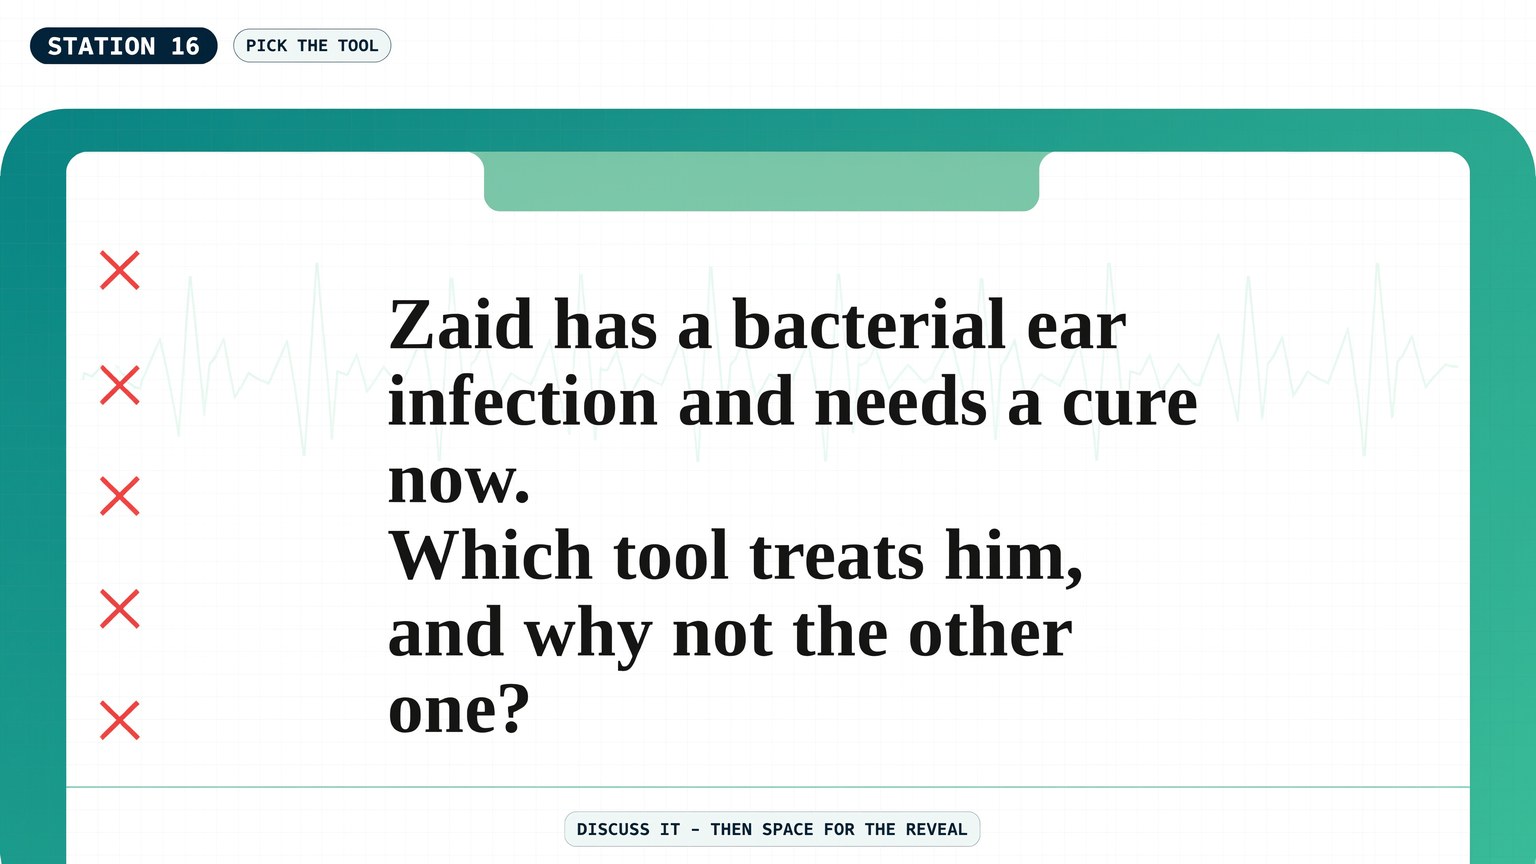 STATION 16
PICK THE TOOL
Zaid has a bacterial ear
infection and needs a cure
now.
Which tool treats him,
and why not the other
one?
DISCUSS IT – THEN SPACE FOR THE REVEAL